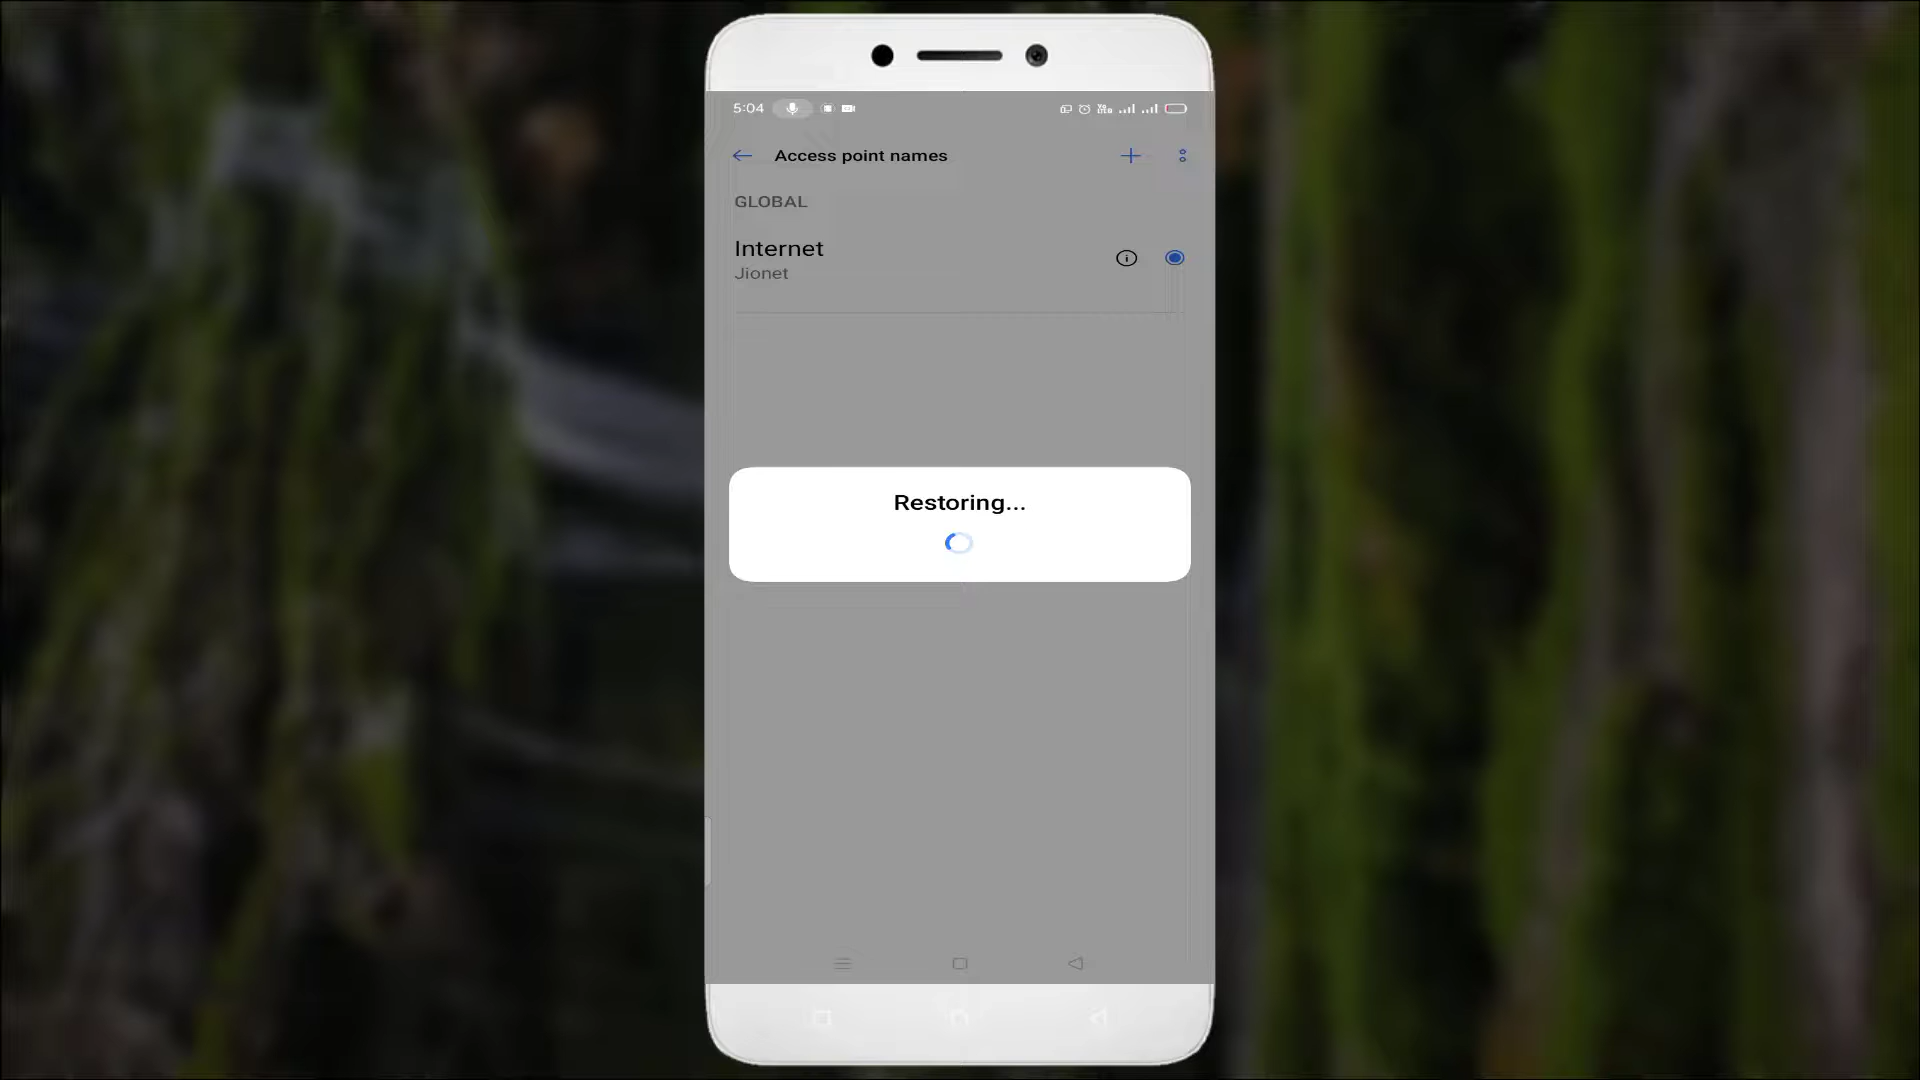 5:04
Access point names
GLOBAL
Internet
Jionet
Restoring...